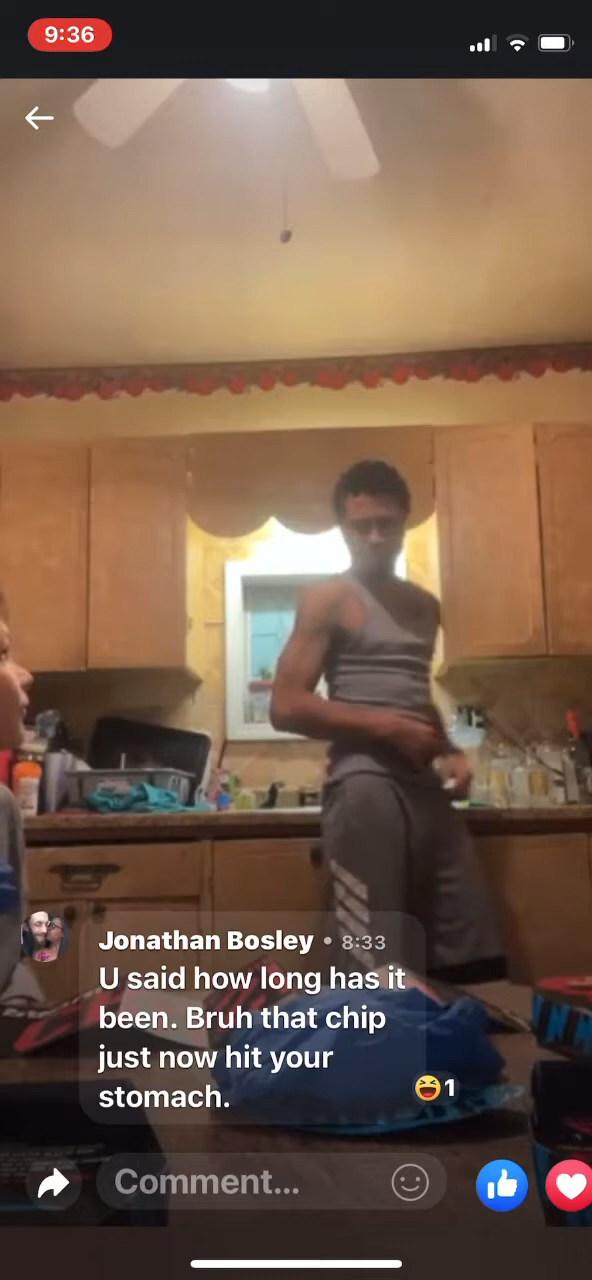 9:36
Jonathan Bosley • 8:33
U said how long has it
been. Bruh that chip
just now hit your
stomach.
😆1
Comment...